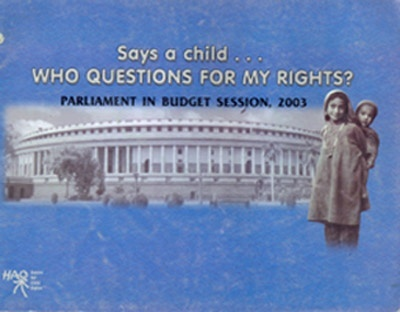 Says a child . . .
WHO QUESTIONS FOR MY RIGHTS?
PARLIAMENT IN BUDGET SESSION, 2003
HAQ